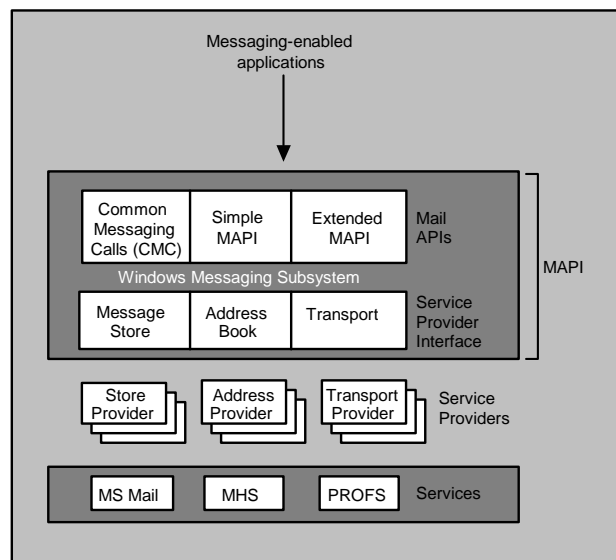 Messaging-enabled
applications
Common
Messaging
Calls (CMC)
Simple
MAPI
Extended
MAPI
Mail
APIs
Windows Messaging Subsystem
MAPI
Message
Store
Address
Book
Transport
Service
Provider
Interface
Store
Provider
Address
Provider
Transport
Provider
Service
Providers
MS Mail
MHS
PROFS
Services